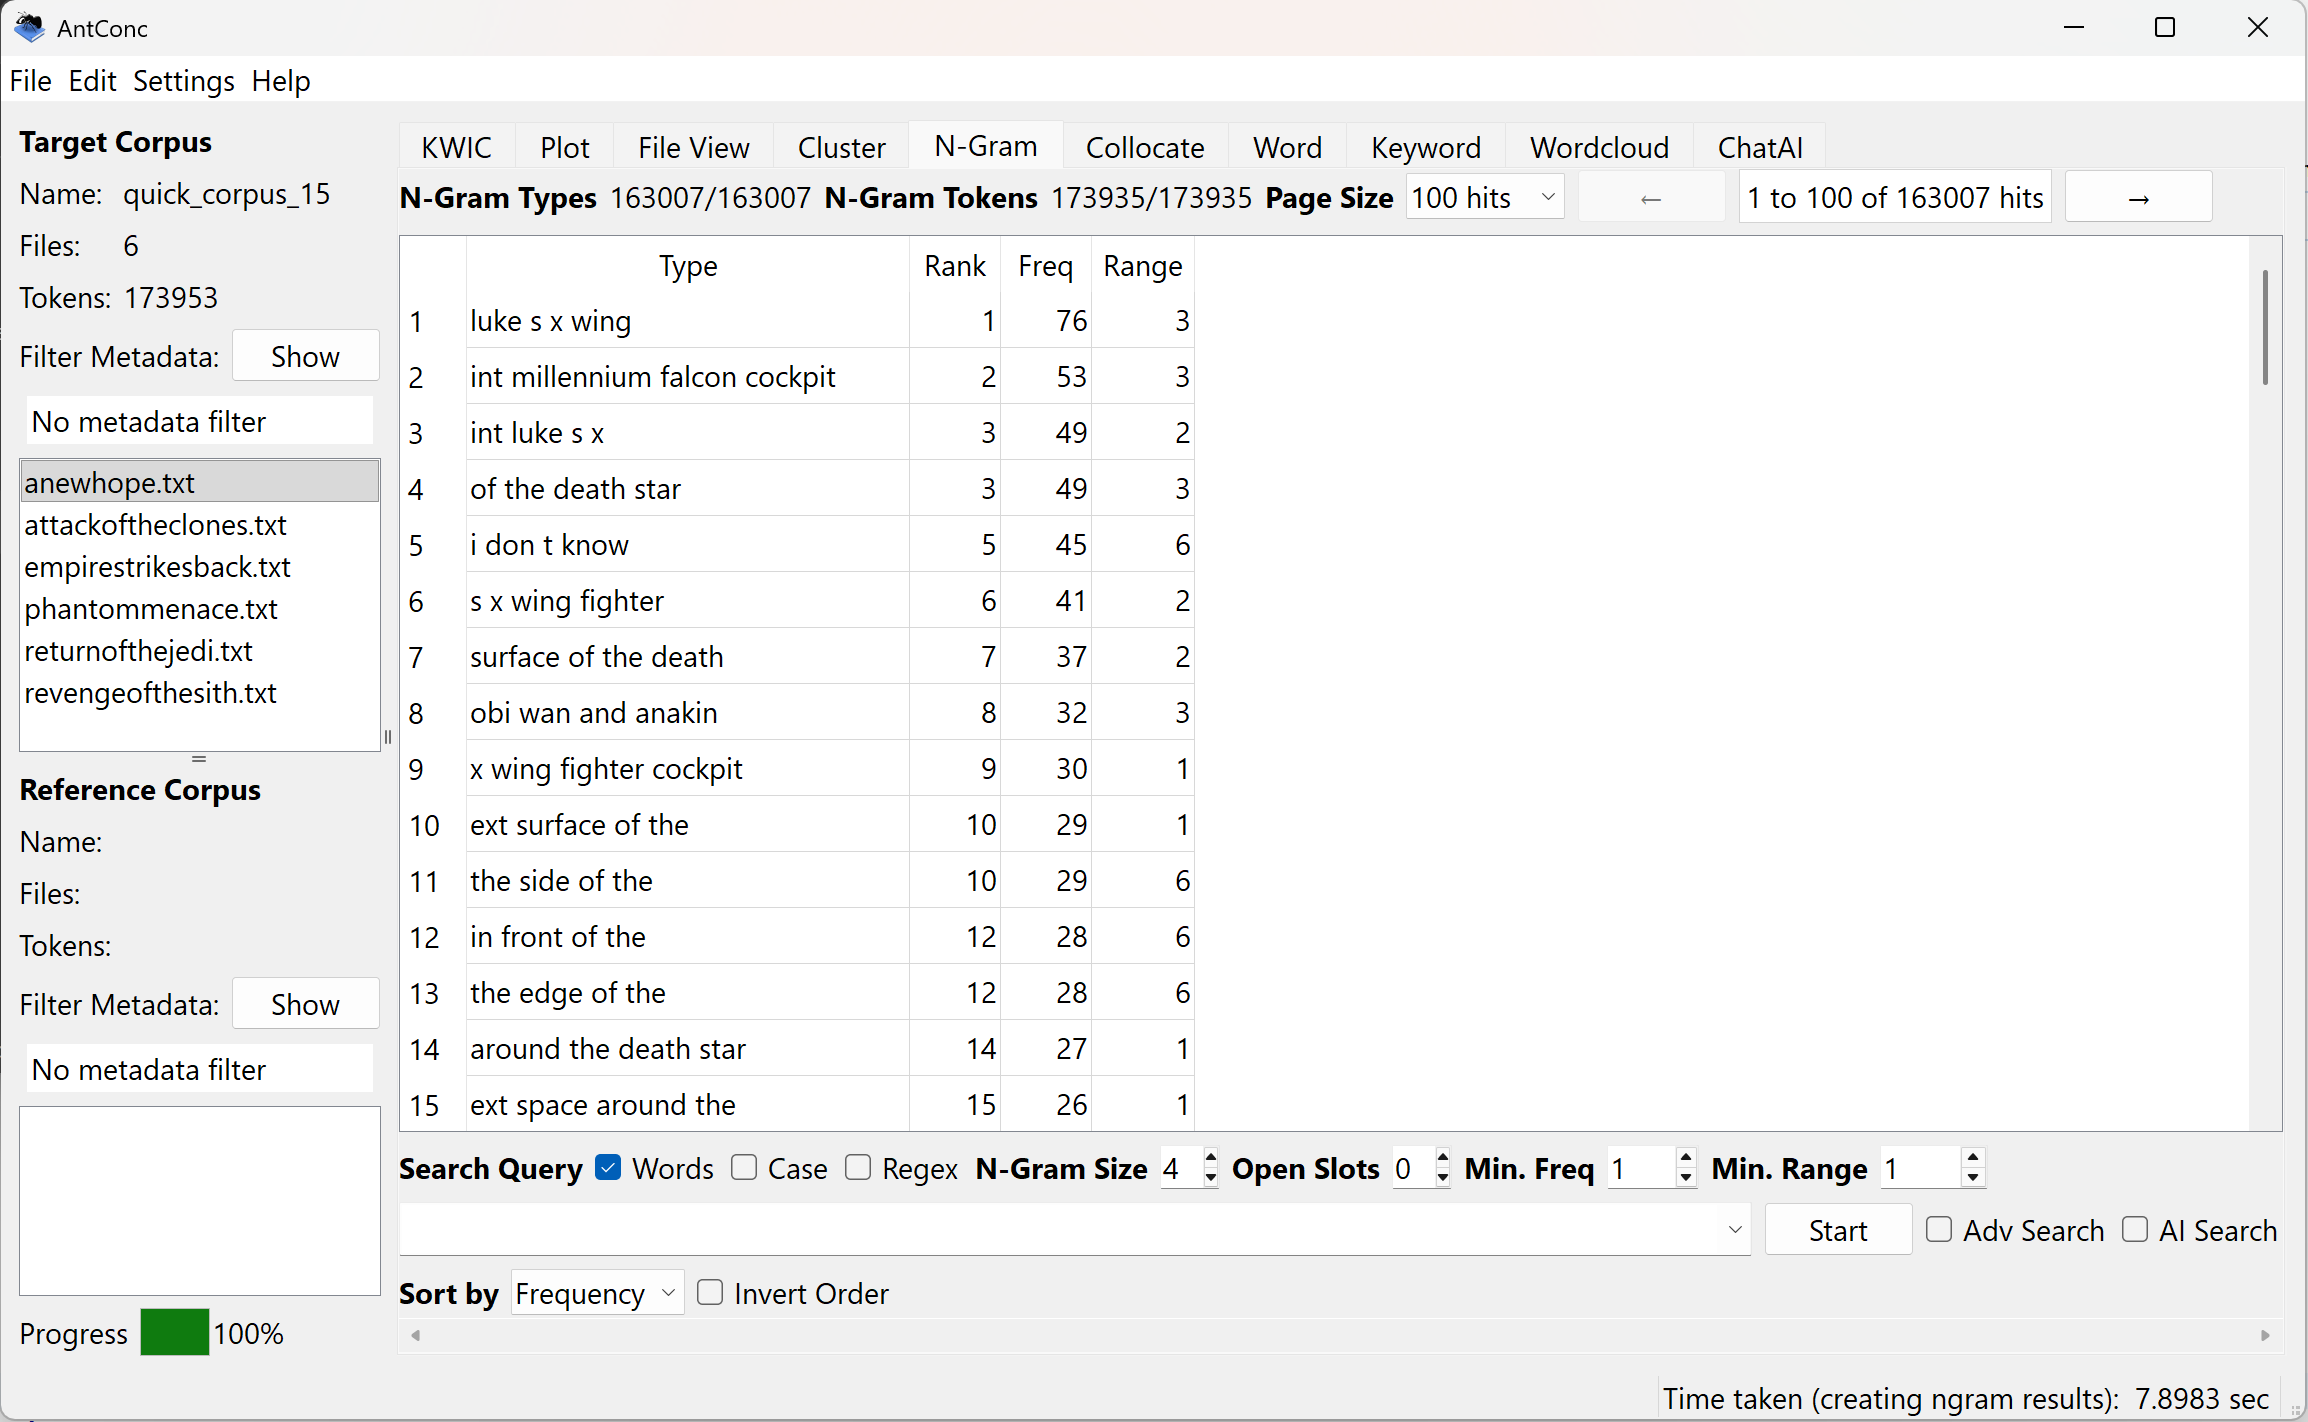 AntConc
File Edit Settings Help
Target Corpus
Name: quick_corpus_15
Files: 6
Tokens: 173953
Filter Metadata: Show
No metadata filter
anewhope.txt
attackoftheclones.txt
empirestrikesback.txt
phantommenace.txt
returnofthejedi.txt
revengeofthesith.txt
Reference Corpus
Name:
Files:
Tokens:
Filter Metadata: Show
No metadata filter
Progress 100%
KWIC Plot File View Cluster N-Gram Collocate Word Keyword Wordcloud ChatAI
N-Gram Types 163007/163007 N-Gram Tokens 173935/173935 Page Size 100 hits ← 1 to 100 of 163007 hits →
Type Rank Freq Range
1 luke s x wing 1 76 3
2 int millennium falcon cockpit 2 53 3
3 int luke s x 3 49 2
4 of the death star 3 49 3
5 i don t know 5 45 6
6 s x wing fighter 6 41 2
7 surface of the death 7 37 2
8 obi wan and anakin 8 32 3
9 x wing fighter cockpit 9 30 1
10 ext surface of the 10 29 1
11 the side of the 10 29 6
12 in front of the 12 28 6
13 the edge of the 12 28 6
14 around the death star 14 27 1
15 ext space around the 15 26 1
Search Query Words Case Regex N-Gram Size 4 Open Slots 0 Min. Freq 1 Min. Range 1
Start Adv Search AI Search
Sort by Frequency Invert Order
Time taken (creating ngram results): 7.8983 sec